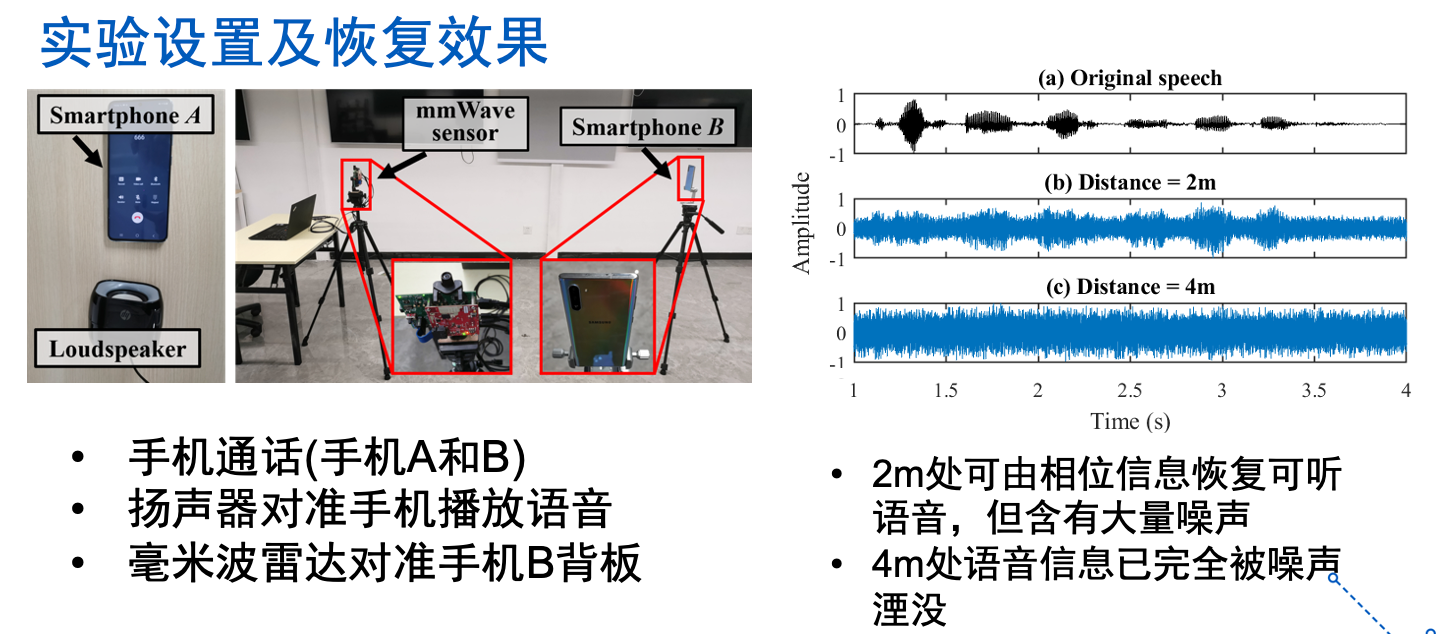 实验设置及恢复效果
Smartphone A
666
Loudspeaker
mmWave
sensor
Smartphone B
SAMSUNG
(a) Original speech
1
0
-1
(b) Distance = 2m
1
0
-1
(c) Distance = 4m
1
0
-1
Amplitude
1 1.5 2 2.5 3 3.5 4
Time (s)
• 手机通话(手机A和B)
• 扬声器对准手机播放语音
• 毫米波雷达对准手机B背板
• 2m处可由相位信息恢复可听
语音，但含有大量噪声
• 4m处语音信息已完全被噪声
湮没